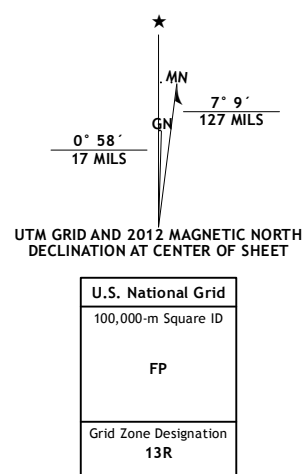 ★
MN
7° 9´
127 MILS
GN
0° 58´
17 MILS
UTM GRID AND 2012 MAGNETIC NORTH
DECLINATION AT CENTER OF SHEET
U.S. National Grid
100,000-m Square ID
FP
Grid Zone Designation
13R